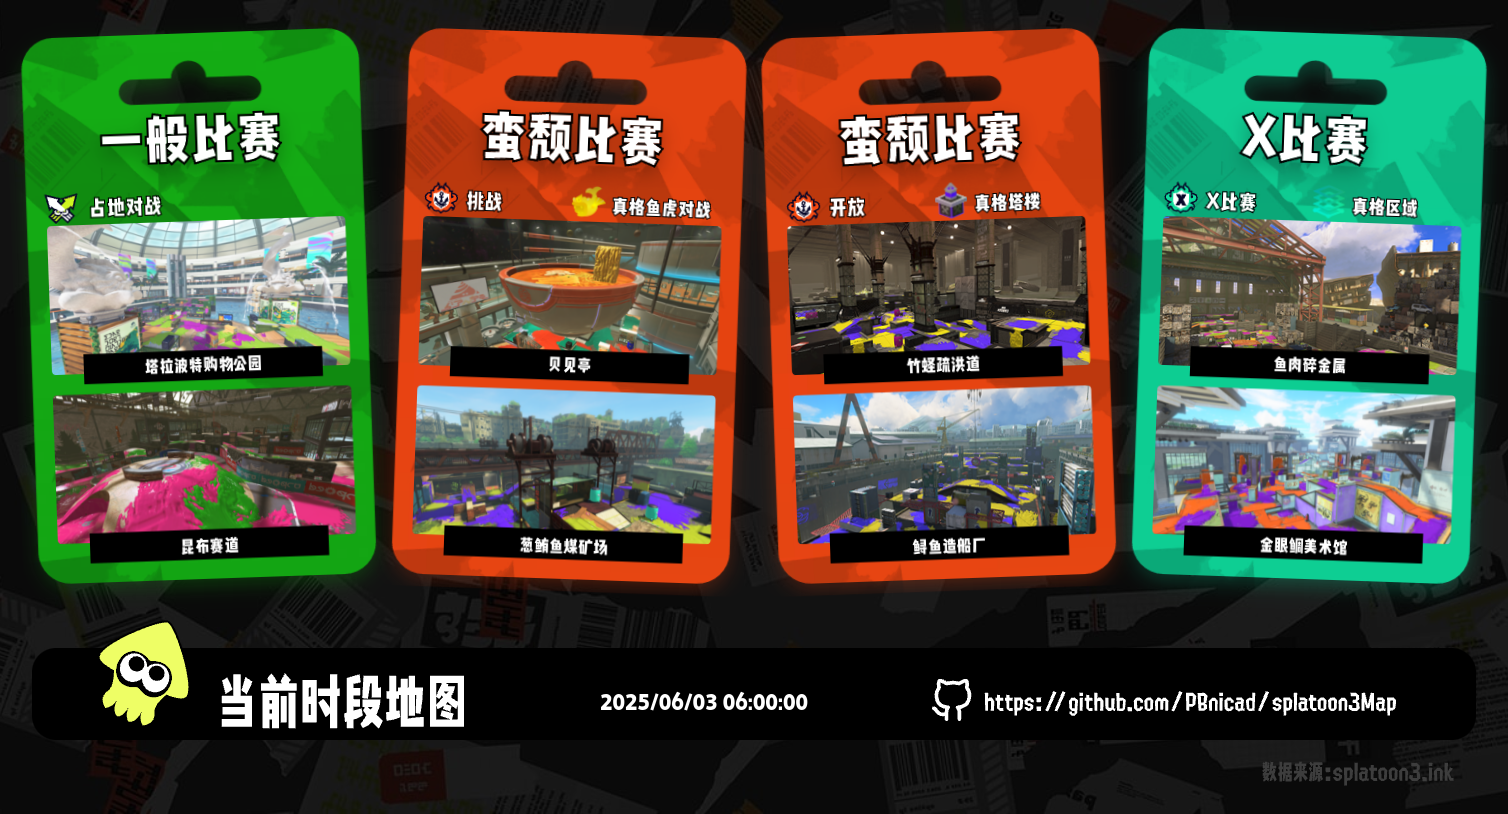 一般比赛
占地对战
塔拉波特购物公园
昆布赛道
蛮颓比赛
挑战
真格鱼虎对战
贝见亭
葱鲔鱼煤矿场
蛮颓比赛
开放
真格塔楼
竹蛏疏洪道
鲟鱼造船厂
X比赛
X比赛
真格区域
鱼肉碎金属
金眼鲷美术馆
当前时段地图
2025/06/03 06:00:00
https://github.com/PBnicad/splatoon3Map
数据来源:splatoon3.ink